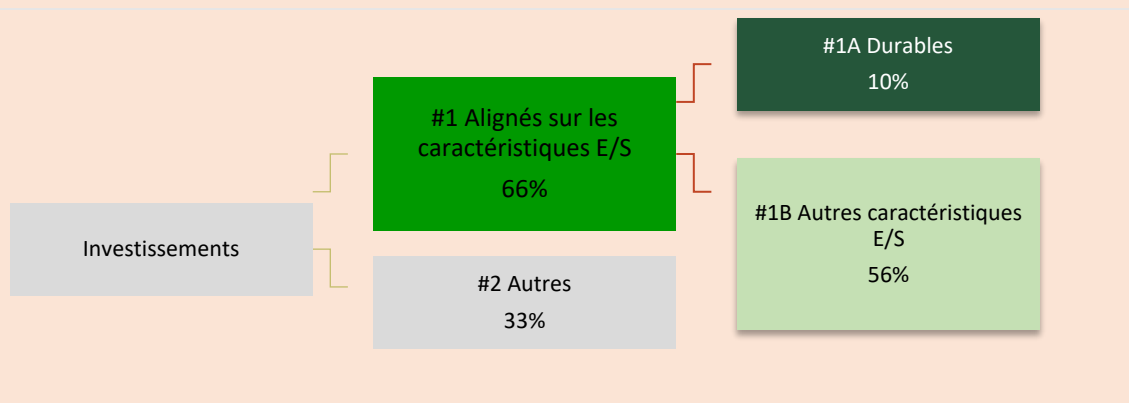 Investissements
#1 Alignés sur les
caractéristiques E/S
66%
#2 Autres
33%
#1A Durables
10%
#1B Autres caractéristiques
E/S
56%